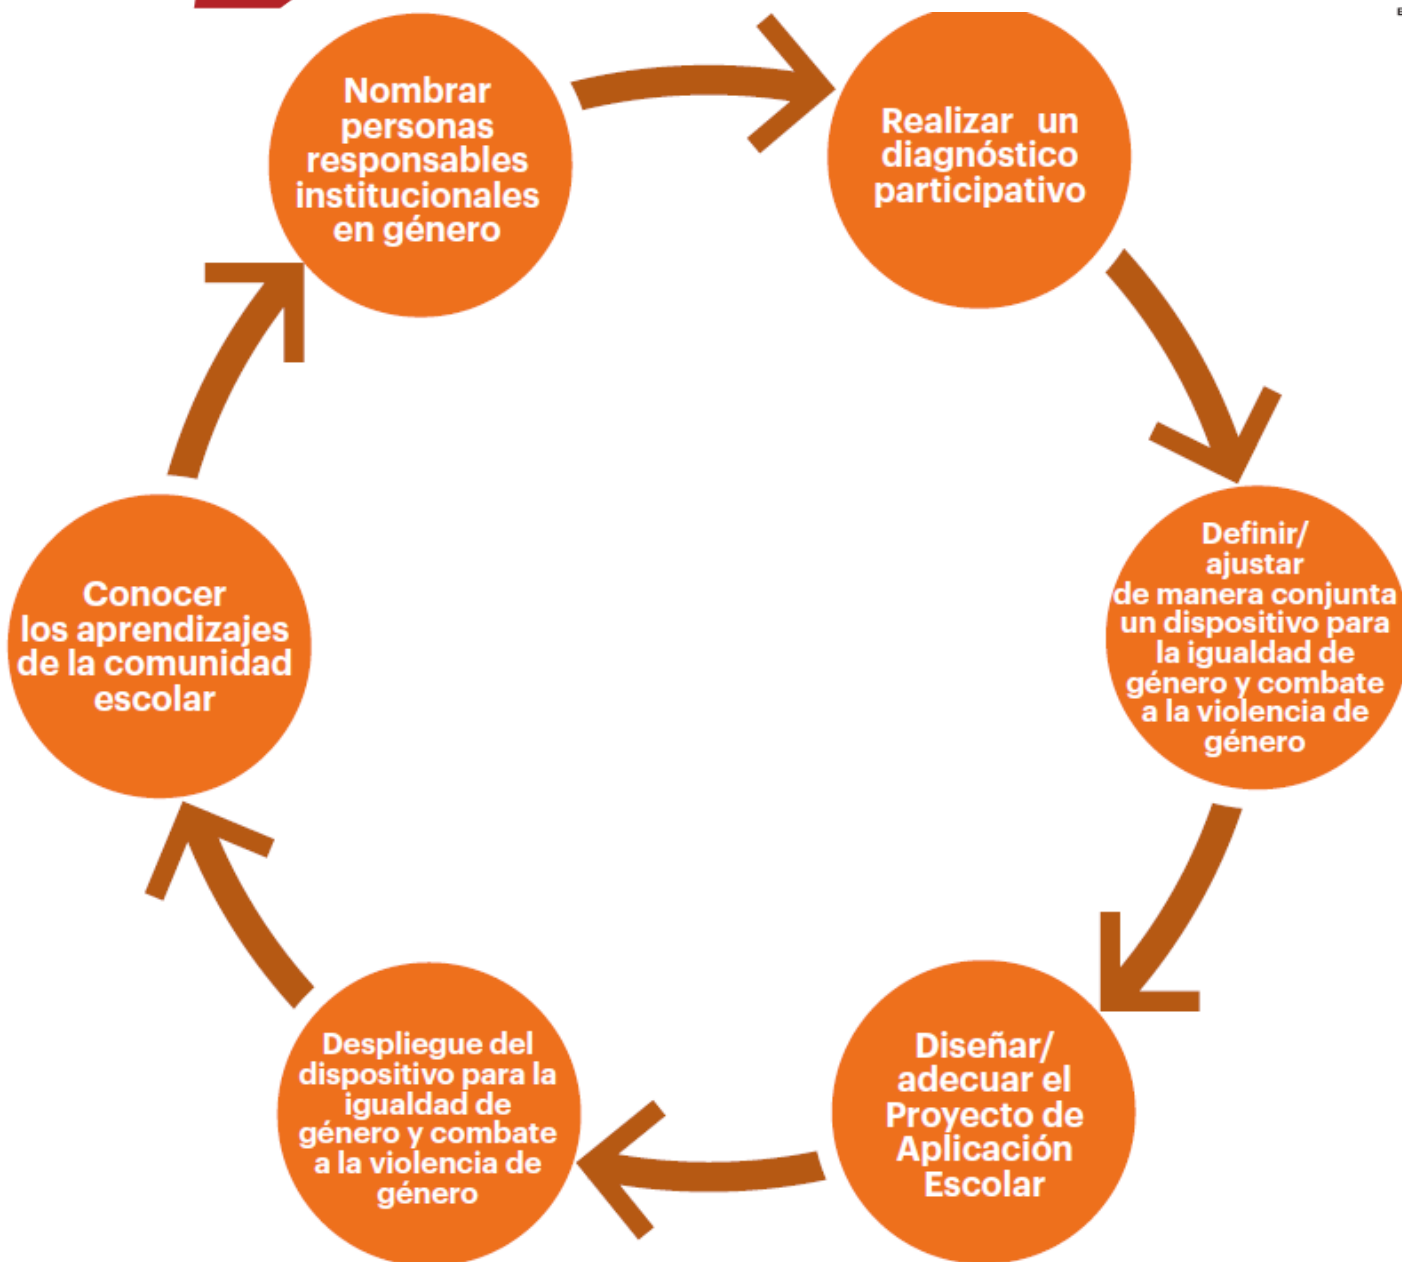 Nombrar
personas
responsables
institucionales
en género
Realizar un
diagnóstico
participativo
Definir/
ajustar
de manera conjunta
un dispositivo para
la igualdad de
género y combate
a la violencia de
género
Diseñar/
adecuar el
Proyecto de
Aplicación
Escolar
Despliegue del
dispositivo para la
igualdad de
género y combate
a la violencia de
género
Conocer
los aprendizajes
de la comunidad
escolar